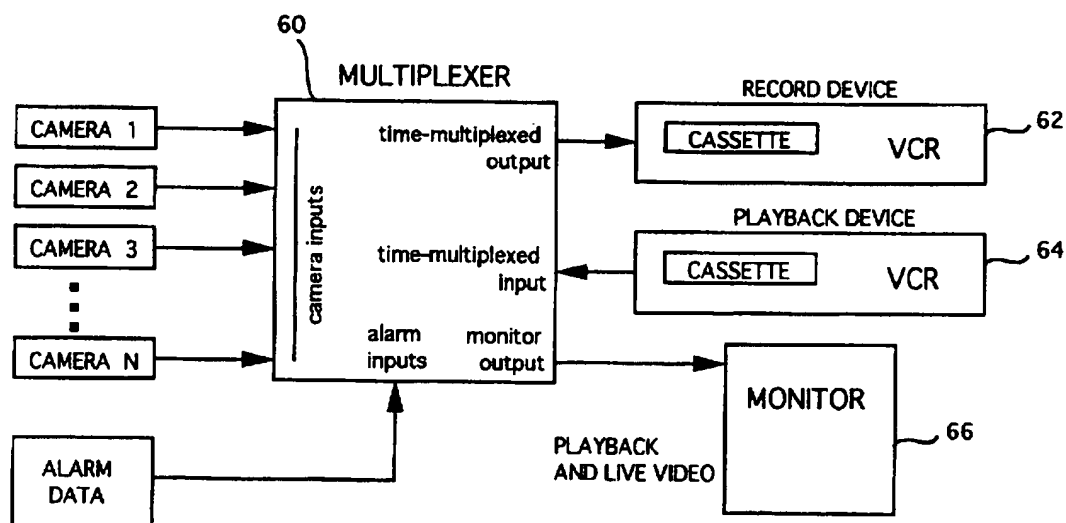 60
MULTIPLEXER
RECORD DEVICE
CAMERA 1
time-multiplexed
output
CASSETTE
VCR
62
CAMERA 2
camera inputs
PLAYBACK DEVICE
CAMERA 3
time-multiplexed
input
CASSETTE
VCR
64
alarm
inputs
monitor
output
CAMERA N
MONITOR
66
PLAYBACK
AND LIVE VIDEO
ALARM
DATA